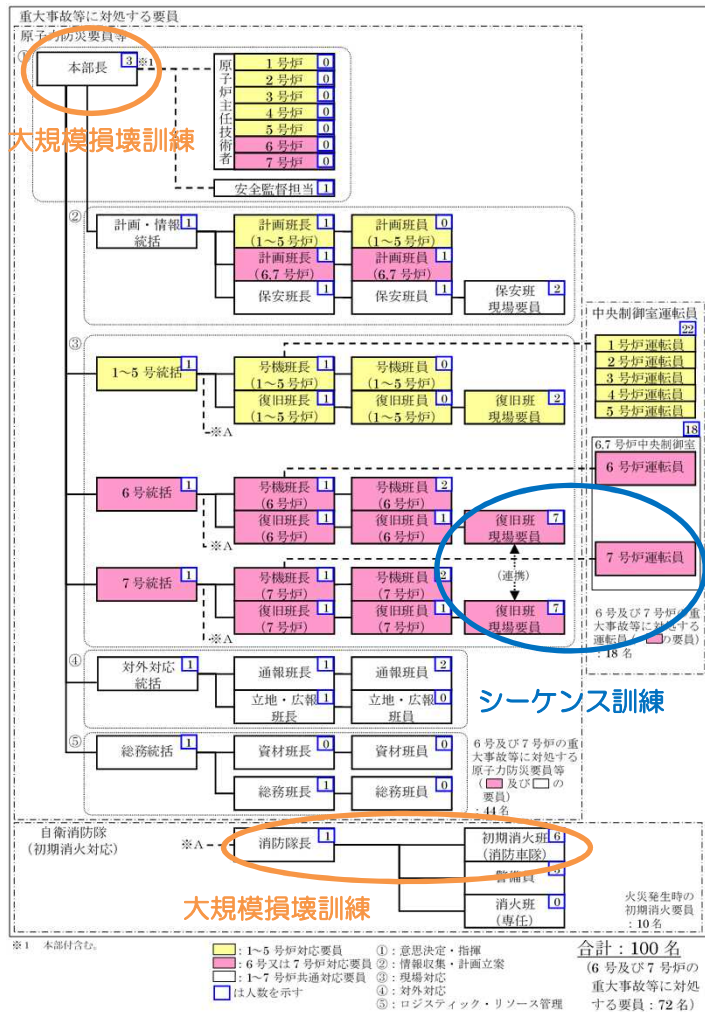 重大事故等に対処する要員
原子力防災要員等
①
本部長 3 ※1
大規模損壊訓練
原子炉主任技術者
1号炉 0
2号炉 0
3号炉 0
4号炉 0
5号炉 0
6号炉 0
7号炉 0
安全監督担当 1
②
計画・情報
統括 1
計画班長 1
(1～5号炉)
計画班員 0
(1～5号炉)
計画班長 1
(6,7号炉)
計画班員 1
(6,7号炉)
保安班長 1
保安班員 1
保安班 2
現場要員
③
1～5号統括 1
※A
号機班長 1
(1～5号炉)
号機班員 0
(1～5号炉)
復旧班長 1
(1～5号炉)
復旧班員 0
(1～5号炉)
復旧班 2
現場要員
6号統括 1
※A
号機班長 1
(6号炉)
号機班員 2
(6号炉)
復旧班長 1
(6号炉)
復旧班員 1
(6号炉)
復旧班 7
現場要員
(連携)
7号統括 1
※A
号機班長 1
(7号炉)
号機班員 2
(7号炉)
復旧班長 1
(7号炉)
復旧班員 1
(7号炉)
復旧班 7
現場要員
中央制御室運転員
22
1号炉運転員
2号炉運転員
3号炉運転員
4号炉運転員
5号炉運転員
18
6,7号炉中央制御室
6号炉運転員
7号炉運転員
6号及び7号炉の重
大事故等に対処する
運転員(の要員)
:18名
シーケンス訓練
④
対外対応
統括 1
通報班長 1
通報班員 2
立地・広報
班長 1
立地・広報
班員 0
⑤
総務統括 1
資材班長 0
資材班員 0
総務班長 0
総務班員 0
6号及び7号炉の重
大事故等に対処する
原子力防災要員等
(及びの
要員)
:44名
自衛消防隊
(初期消火対応)
※A
消防隊長 1
初期消火班 6
(消防車隊)
警備員 3
消火班 0
(専任)
大規模損壊訓練
火災発生時の
初期消火要員
:10名
※1 本部付含む。
:1～5号炉対応要員
:6号又は7号炉対応要員
:1～7号炉共通対応要員
は人数を示す
①:意思決定・指揮
②:情報収集・計画立案
③:現場対応
④:対外対応
⑤:ロジスティック・リソース管理
合計:100名
(6号及び7号炉の
重大事故等に対処
する要員:72名)